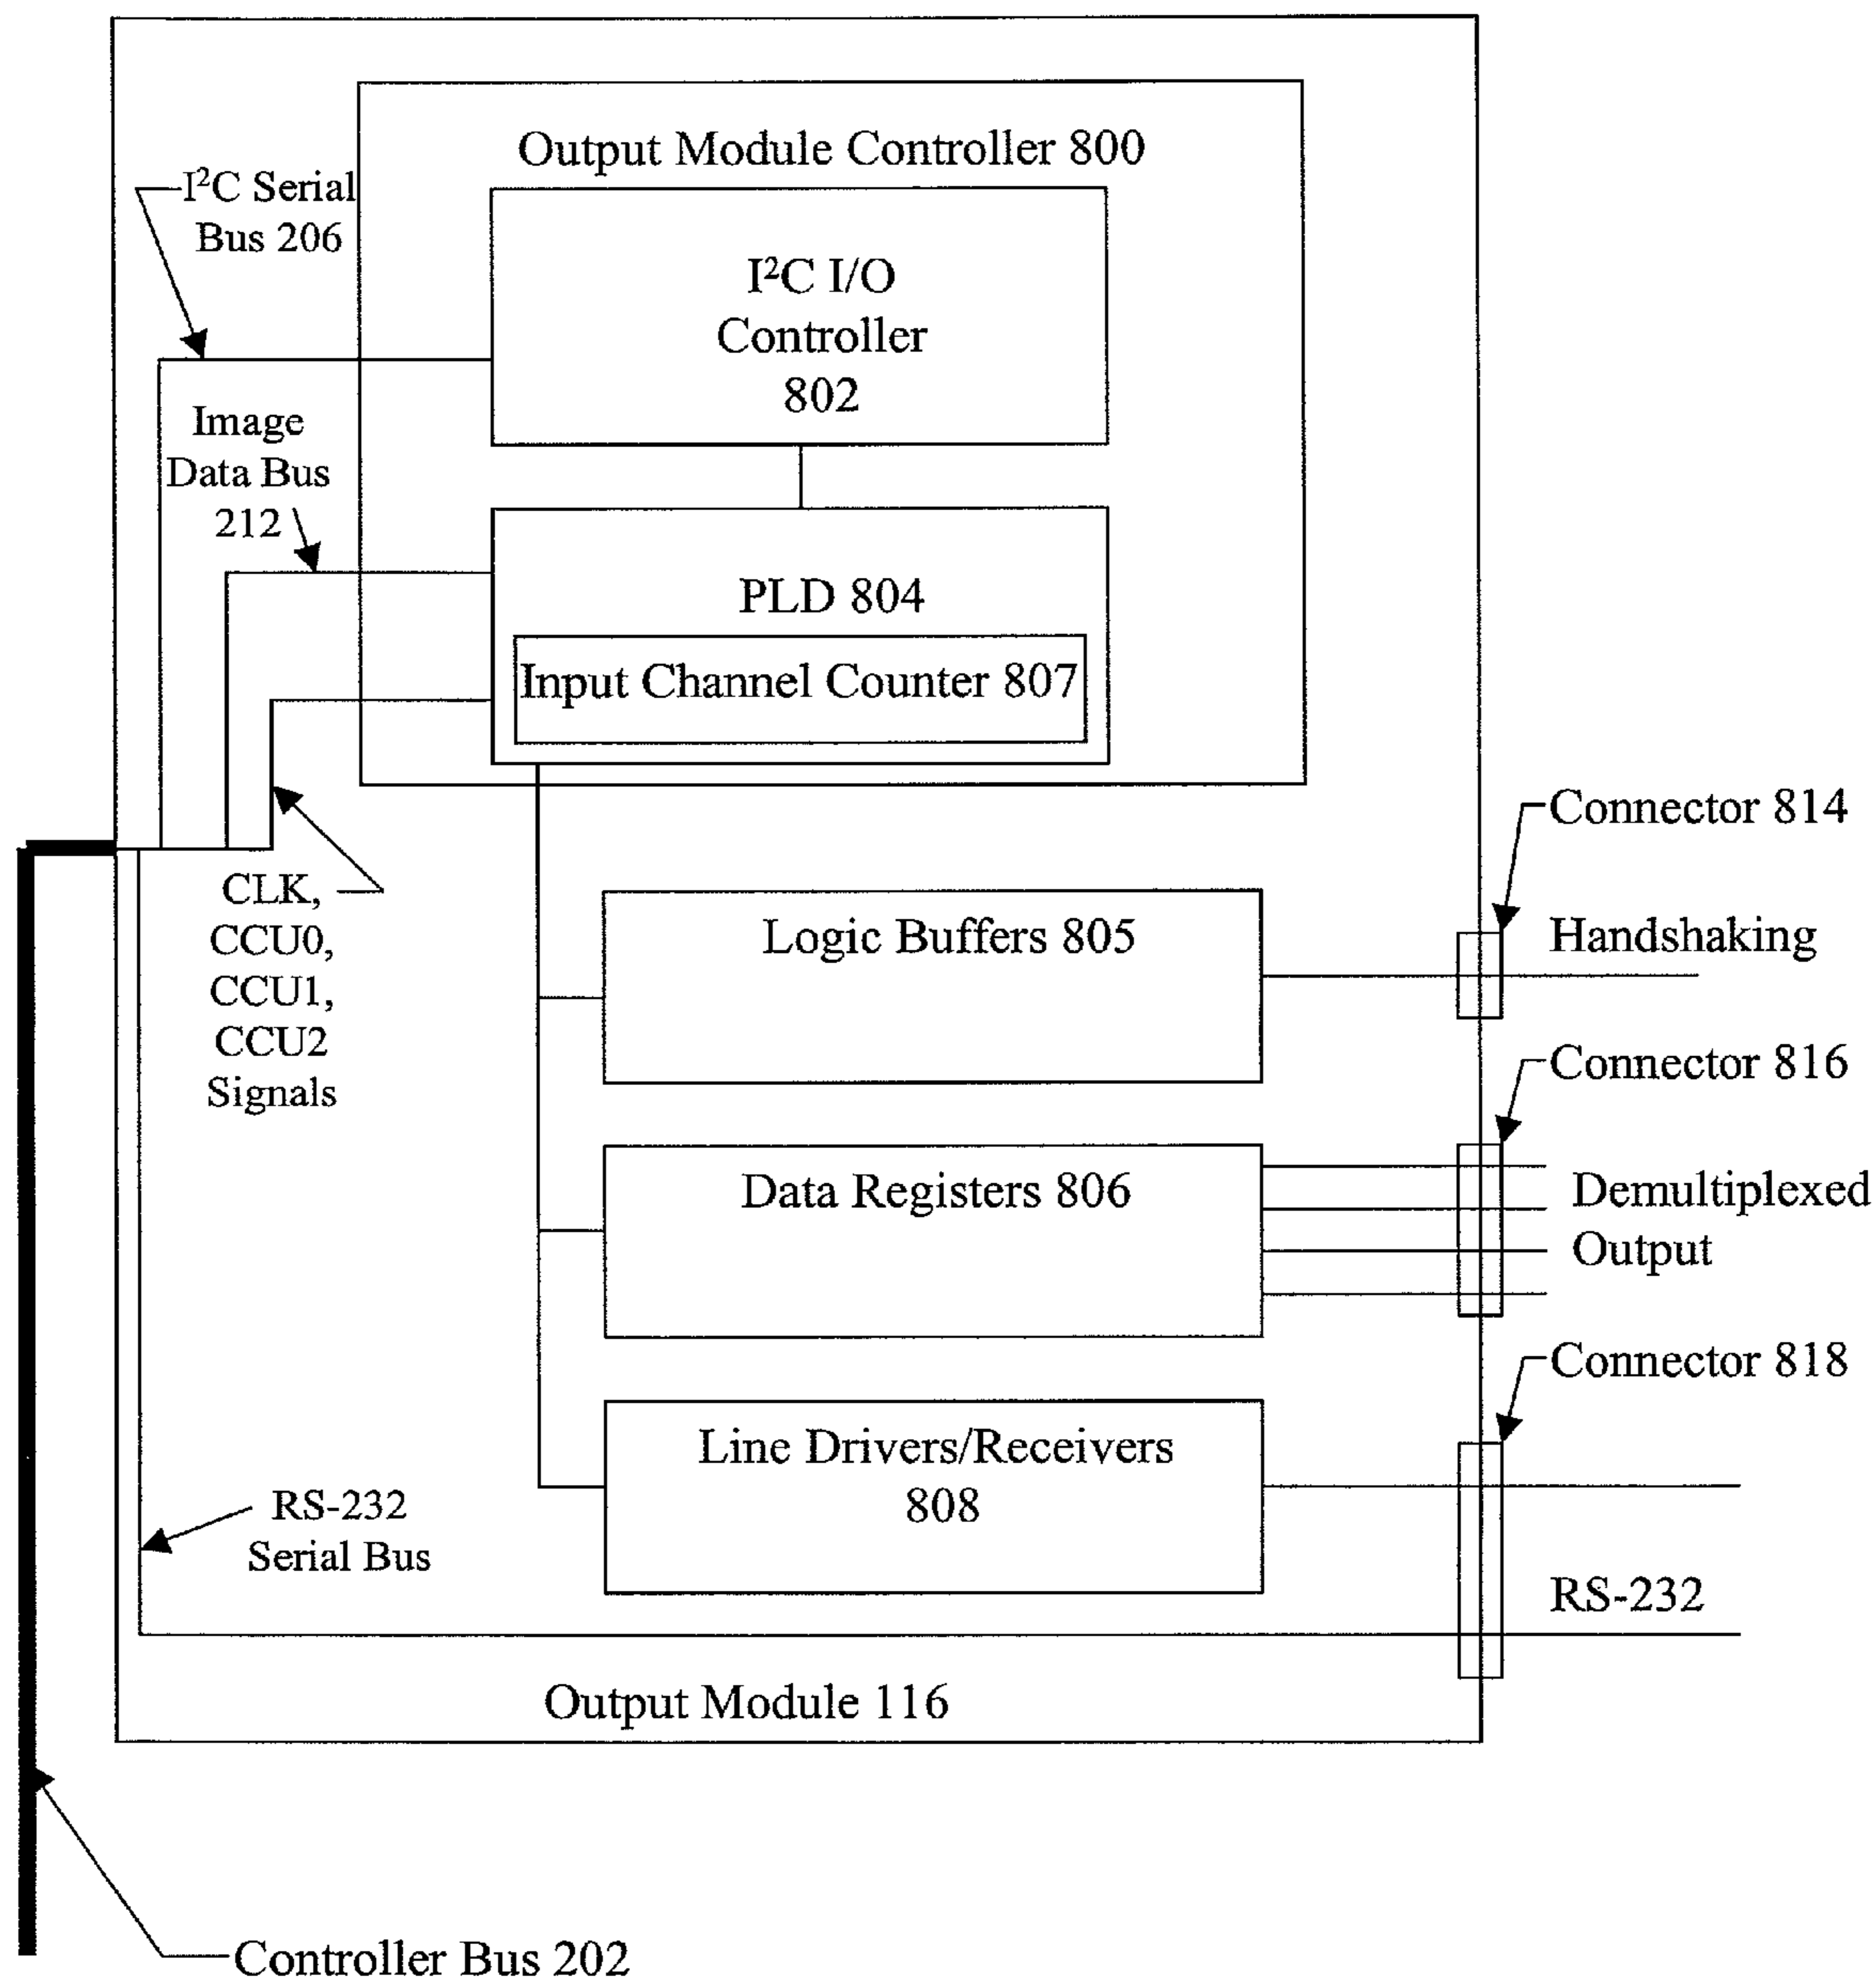 Output Module Controller 800
I²C Serial
Bus 206
I²C I/O
Controller
802
Image
Data Bus
212
PLD 804
Input Channel Counter 807
CLK,
CCU0,
CCU1,
CCU2
Signals
Logic Buffers 805
Connector 814
Handshaking
Data Registers 806
Connector 816
Demultiplexed
Output
Line Drivers/Receivers
808
Connector 818
RS-232
Serial Bus
RS-232
Output Module 116
Controller Bus 202